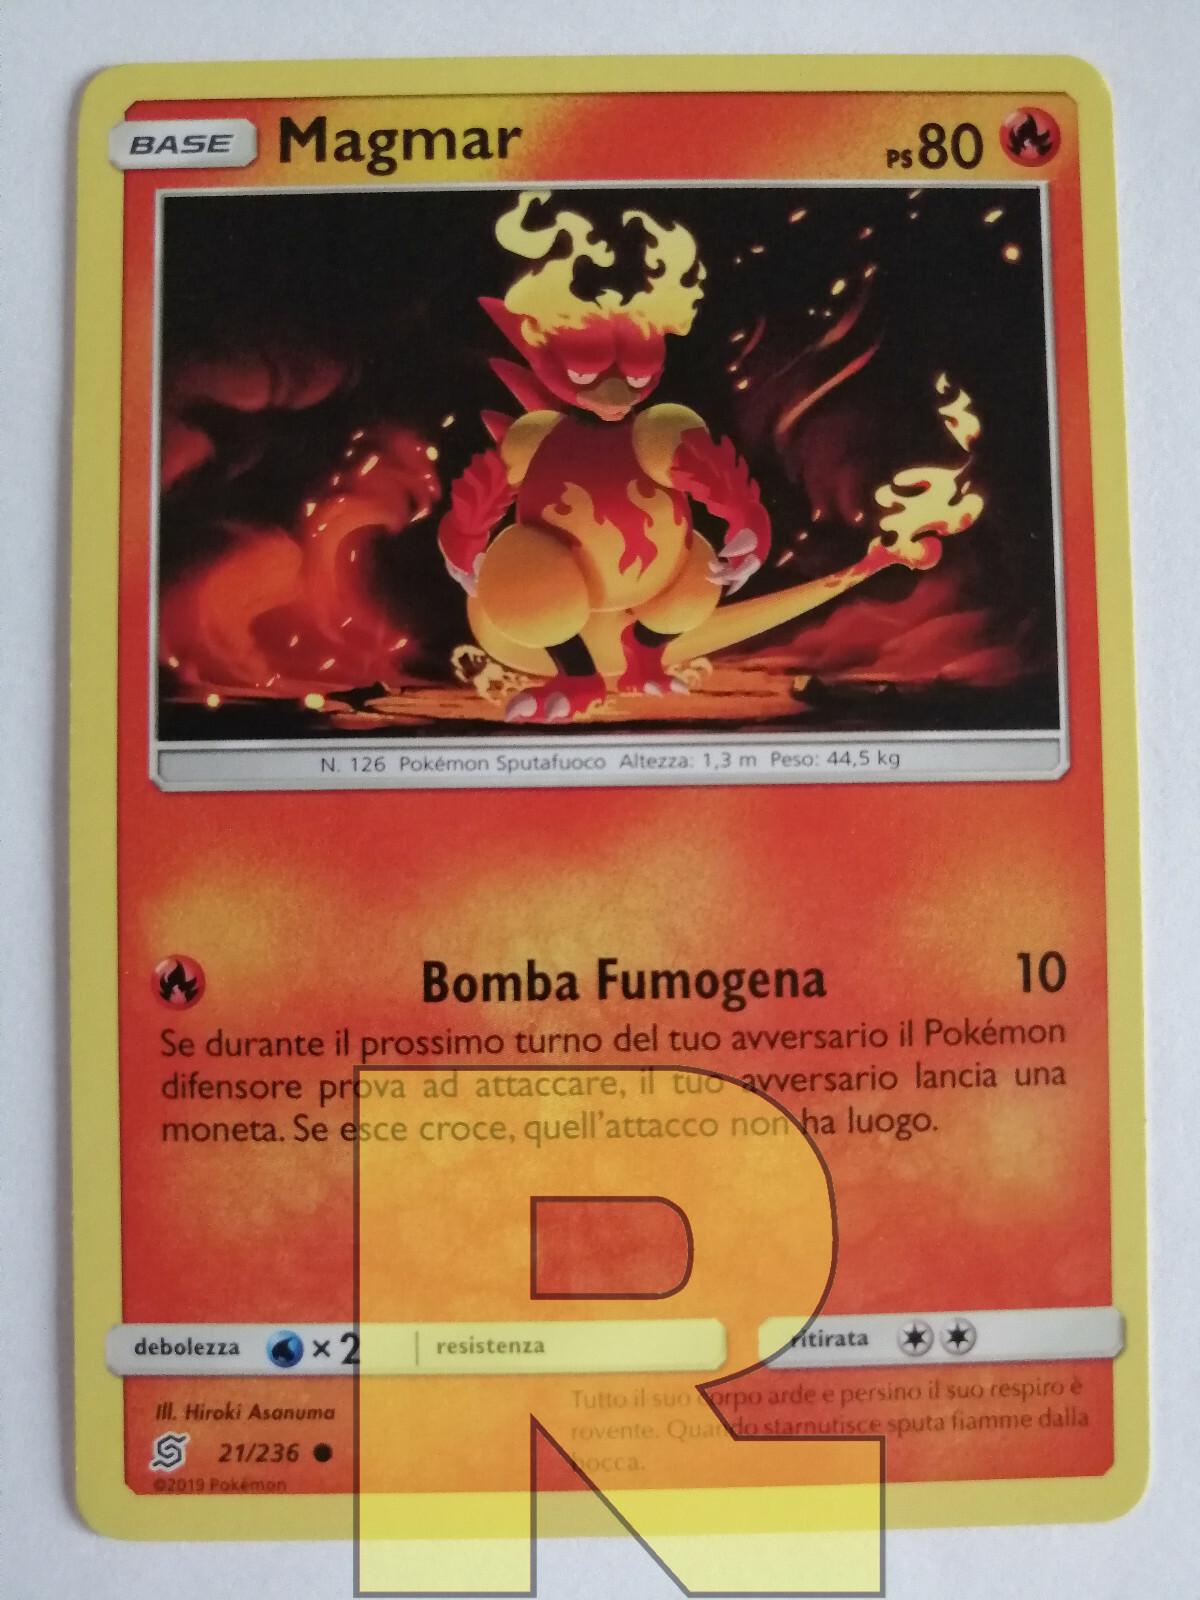 BASE Magmar PS 80
N. 126 Pokémon Sputafuoco Altezza: 1,3 m Peso: 44,5 kg
Bomba Fumogena 10
Se durante il prossimo turno del tuo avversario il Pokémon
difensore prova ad attaccare, il tuo avversario lancia una
moneta. Se esce croce, quell'attacco non ha luogo.
debolezza ×2 resistenza ritirata
Ill. Hiroki Asanuma
21/236
©2019 Pokémon
Tutto il suo corpo arde e persino il suo respiro è
rovente. Quando starnutisce sputa fiamme dalla
bocca.
R